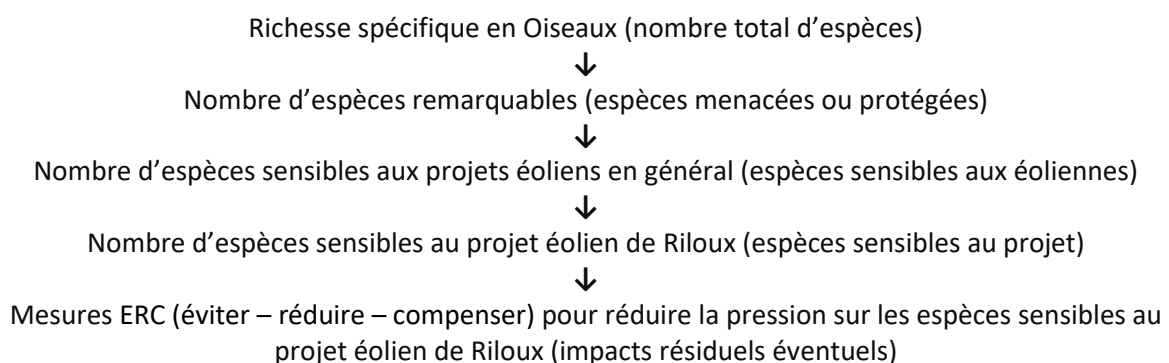 Richesse spécifique en Oiseaux (nombre total d’espèces)
↓
Nombre d’espèces remarquables (espèces menacées ou protégées)
↓
Nombre d’espèces sensibles aux projets éoliens en général (espèces sensibles aux éoliennes)
↓
Nombre d’espèces sensibles au projet éolien de Riloux (espèces sensibles au projet)
↓
Mesures ERC (éviter – réduire – compenser) pour réduire la pression sur les espèces sensibles au
projet éolien de Riloux (impacts résiduels éventuels)